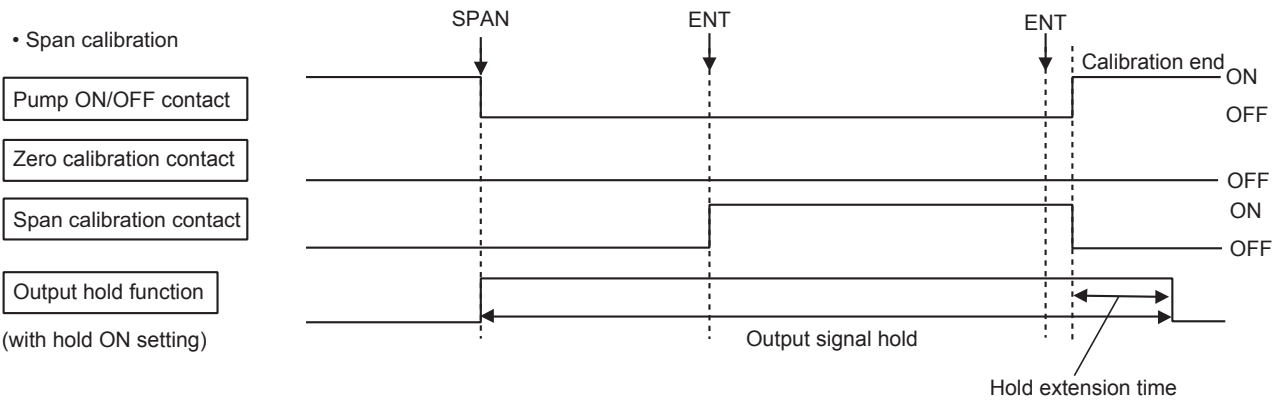 SPAN
ENT
ENT
• Span calibration
Calibration end
ON
Pump ON/OFF contact
OFF
Zero calibration contact
OFF
Span calibration contact
ON
OFF
Output hold function
(with hold ON setting)
Output signal hold
Hold extension time